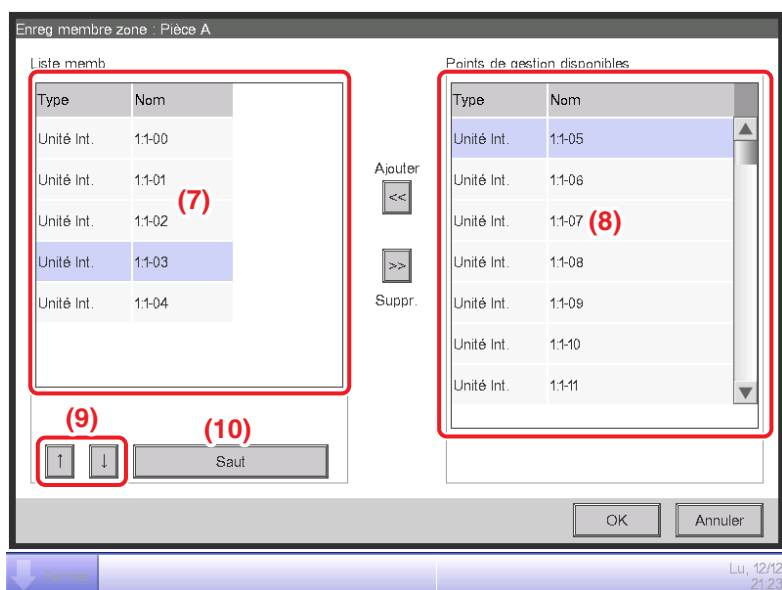 Enreg membre zone : Pièce A
Liste memb
Points de gestion disponibles
Type Nom
Unité Int. 1:1-00
Unité Int. 1:1-01
Unité Int. 1:1-02
Unité Int. 1:1-03
Unité Int. 1:1-04
(7)
Ajouter
<<
>>
Suppr.
Type Nom
Unité Int. 1:1-05
Unité Int. 1:1-06
Unité Int. 1:1-07
Unité Int. 1:1-08
Unité Int. 1:1-09
Unité Int. 1:1-10
Unité Int. 1:1-11
(8)
(9)
(10)
↑ ↓ Saut
OK Annuler
Lu, 12/12
21:23